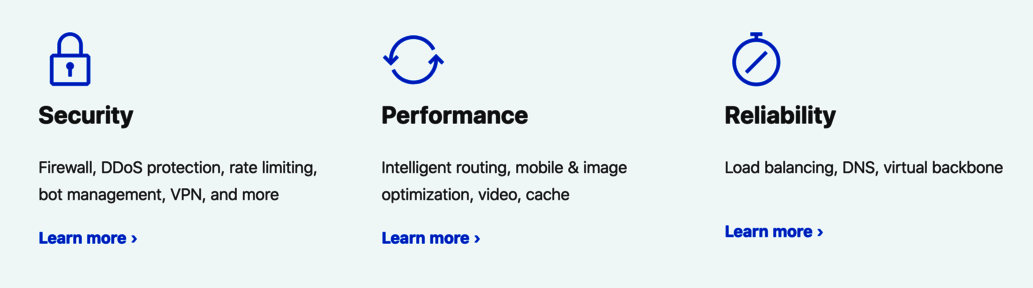 Security
Firewall, DDoS protection, rate limiting,
bot management, VPN, and more
Learn more ›
Performance
Intelligent routing, mobile & image
optimization, video, cache
Learn more ›
Reliability
Load balancing, DNS, virtual backbone
Learn more ›